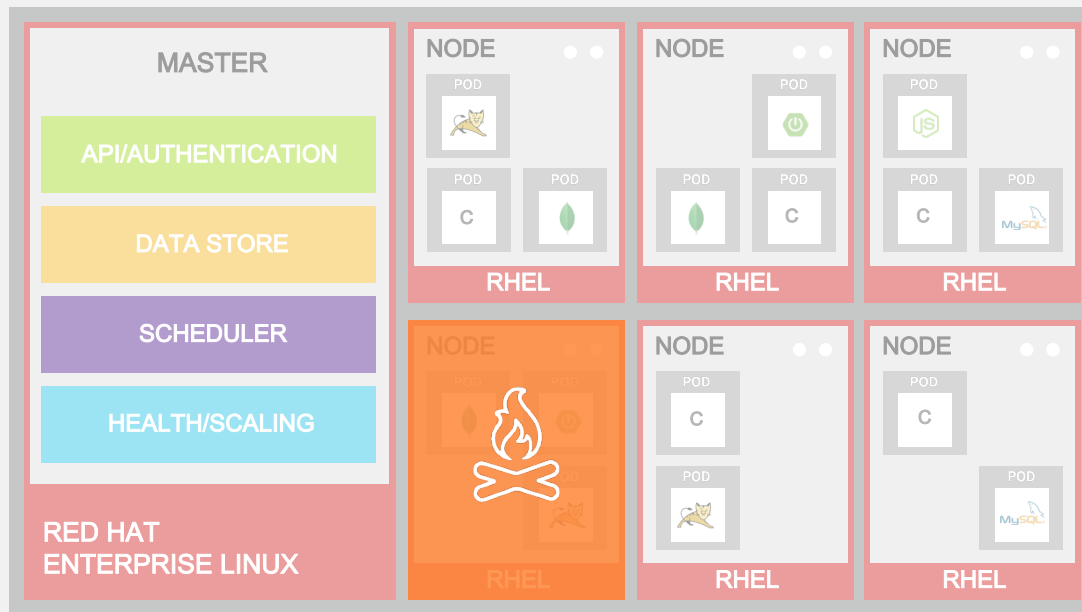 MASTER
API/AUTHENTICATION
DATA STORE
SCHEDULER
HEALTH/SCALING
RED HAT
ENTERPRISE LINUX
NODE
POD
POD
C
POD
RHEL
NODE
POD
POD
POD
C
RHEL
NODE
POD
JS
POD
C
POD
MySQL
RHEL
NODE
POD
POD
POD
RHEL
NODE
POD
C
POD
RHEL
NODE
POD
C
POD
MySQL
RHEL